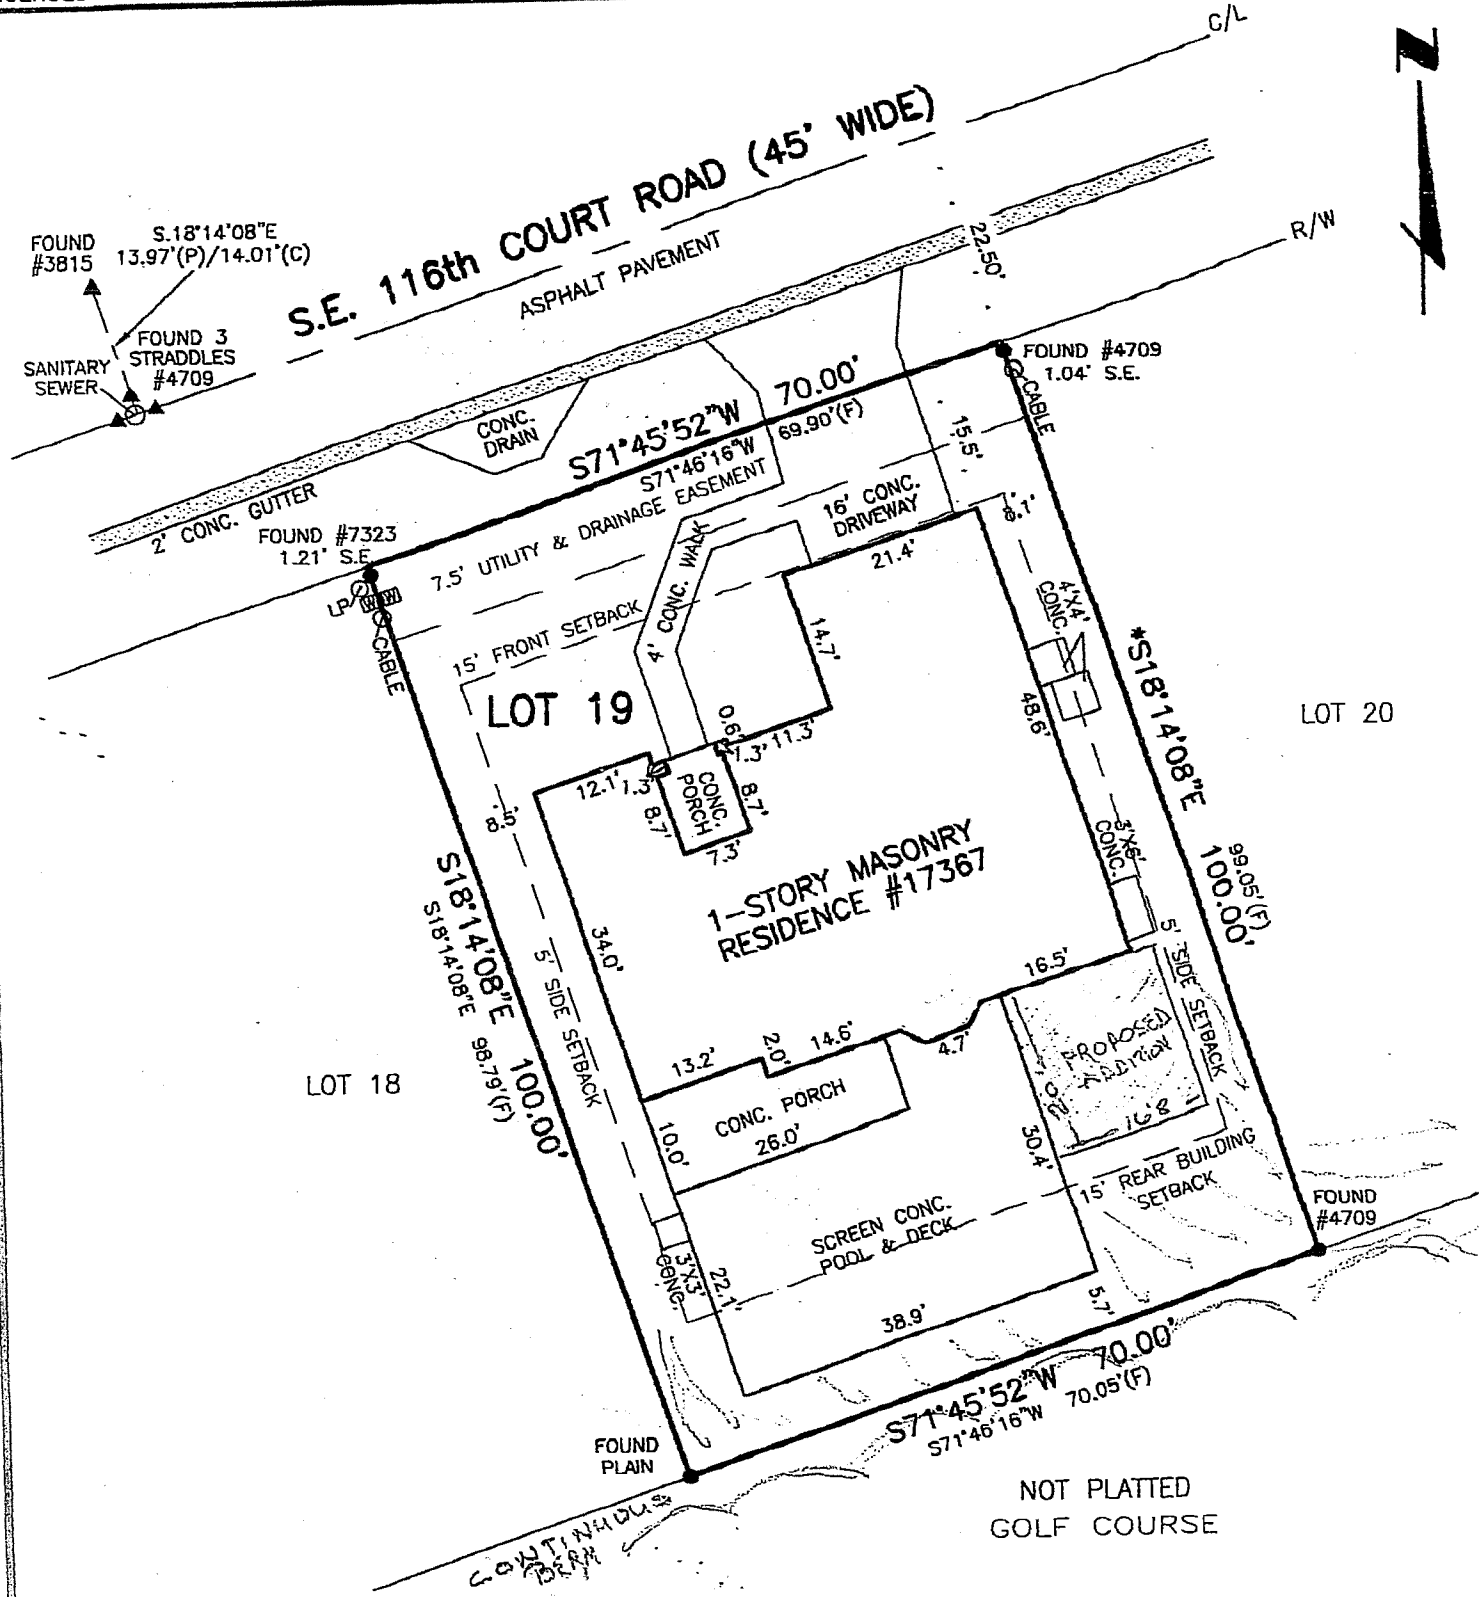 C/L
S.E. 116th COURT ROAD (45' WIDE)
ASPHALT PAVEMENT
R/W
22.50'
FOUND
#3815
S.18°14'08"E
13.97'(P)/14.01'(C)
FOUND 3
STRADDLES
#4709
SANITARY
SEWER
CONC.
DRAIN
2' CONC. GUTTER
S71°45'52"W 70.00'
S71°46'16"W 69.90'(F)
FOUND #4709
1.04' S.E.
CABLE
FOUND #7323
1.21' S.E.
LP
W W
CABLE
7.5' UTILITY & DRAINAGE EASEMENT
15.5'
16' CONC.
DRIVEWAY
21.4'
8.1'
15' FRONT SETBACK
4' CONC. WALK
4'X4'
CONC.
14.7'
LOT 19
LOT 20
*S18°14'08"E
99.05'(F)
100.00'
48.6'
0.6'
1.3'
11.3'
12.1'
1.3'
CONC.
PORCH
8.7'
8.7'
7.3'
8.5'
3'X6'
CONC.
1-STORY MASONRY
RESIDENCE #17367
S18°14'08"E 100.00'
S18°14'08"E 98.79'(F)
34.0'
5' SIDE SETBACK
16.5'
5' SIDE SETBACK
13.2'
2.0'
14.6'
4.7'
PROPOSED
ADDITION
20'
16'8
LOT 18
CONC. PORCH
26.0'
10.0'
30.4'
15' REAR BUILDING
SETBACK
FOUND
#4709
SCREEN CONC.
POOL & DECK
3'X3'
CONC.
22.1'
38.9'
5.7'
S71°45'52"W 70.00'
S71°46'16"W 70.05'(F)
FOUND
PLAIN
CONTINUOUS
BERM
NOT PLATTED
GOLF COURSE